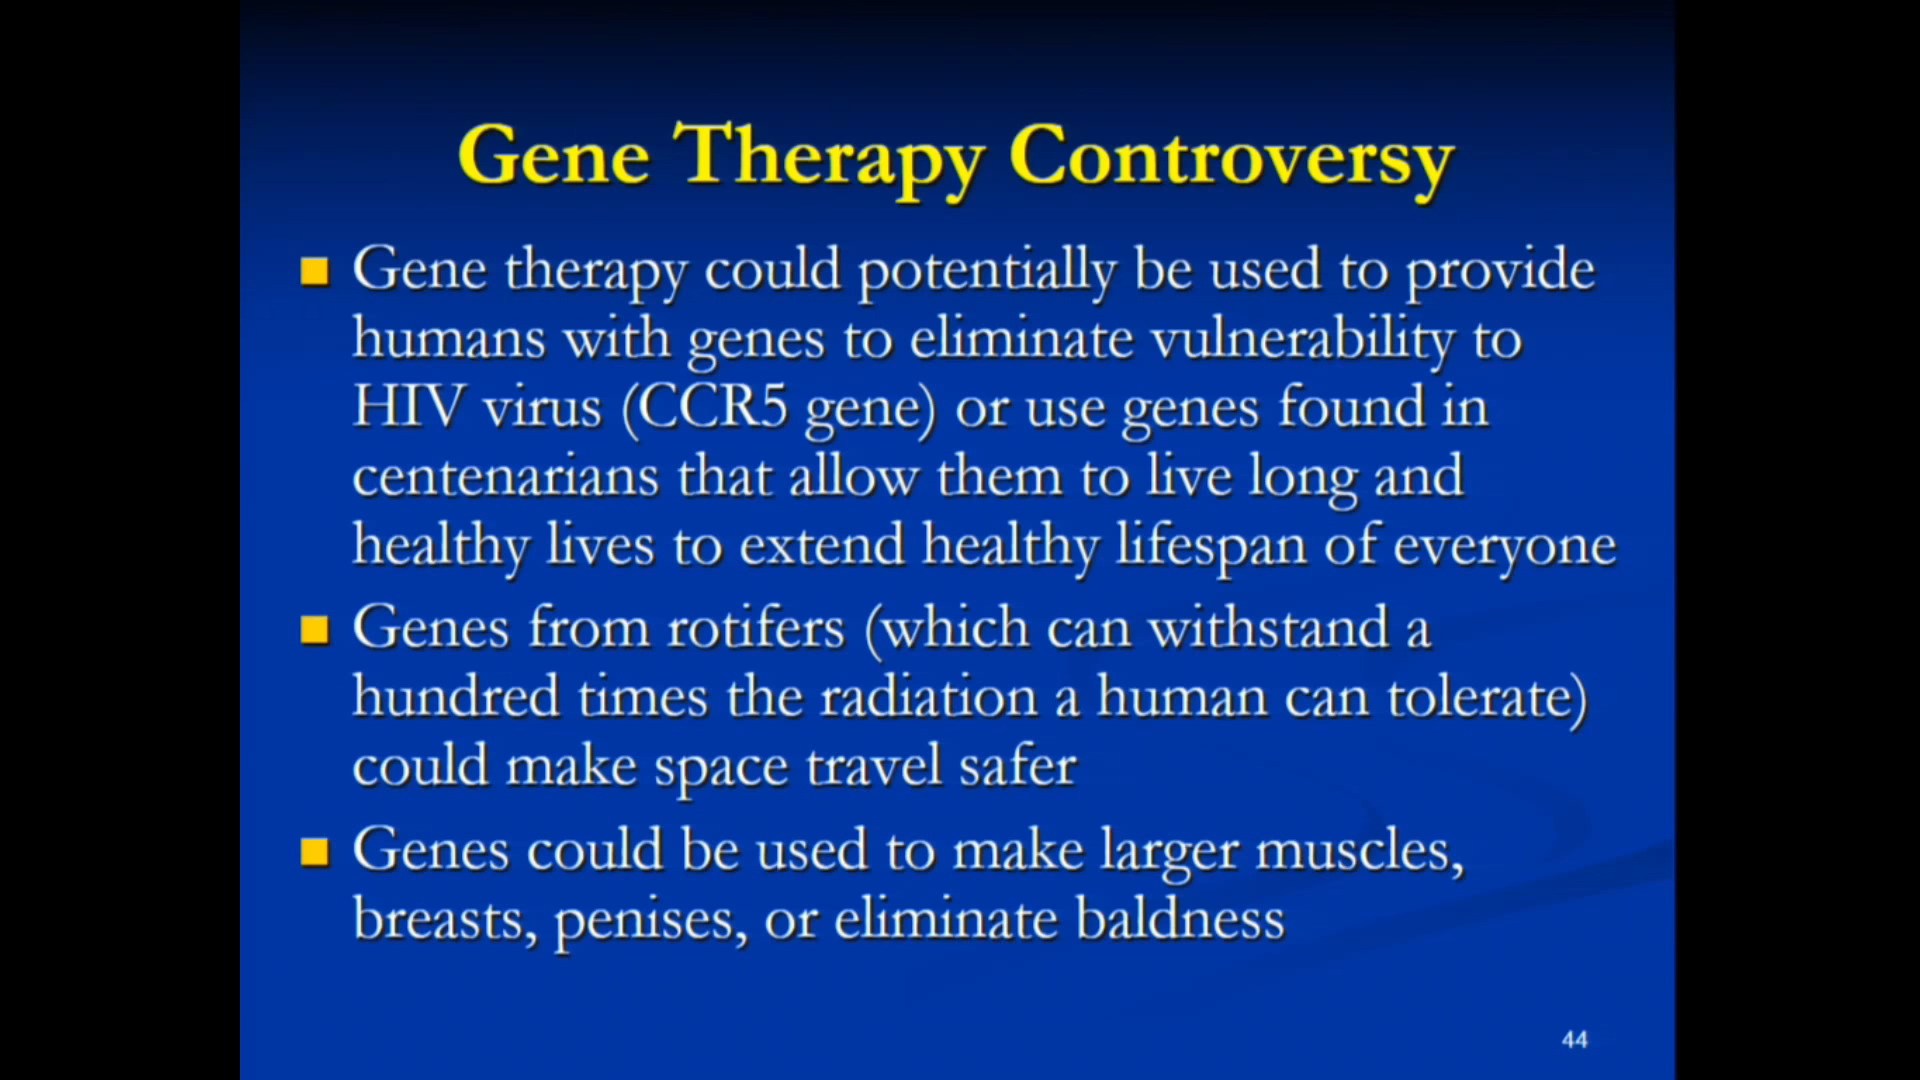 Gene Therapy Controversy
Gene therapy could potentially be used to provide
humans with genes to eliminate vulnerability to
HIV virus (CCR5 gene) or use genes found in
centenarians that allow them to live long and
healthy lives to extend healthy lifespan of everyone
Genes from rotifers (which can withstand a
hundred times the radiation a human can tolerate)
could make space travel safer
Genes could be used to make larger muscles,
breasts, penises, or eliminate baldness
44